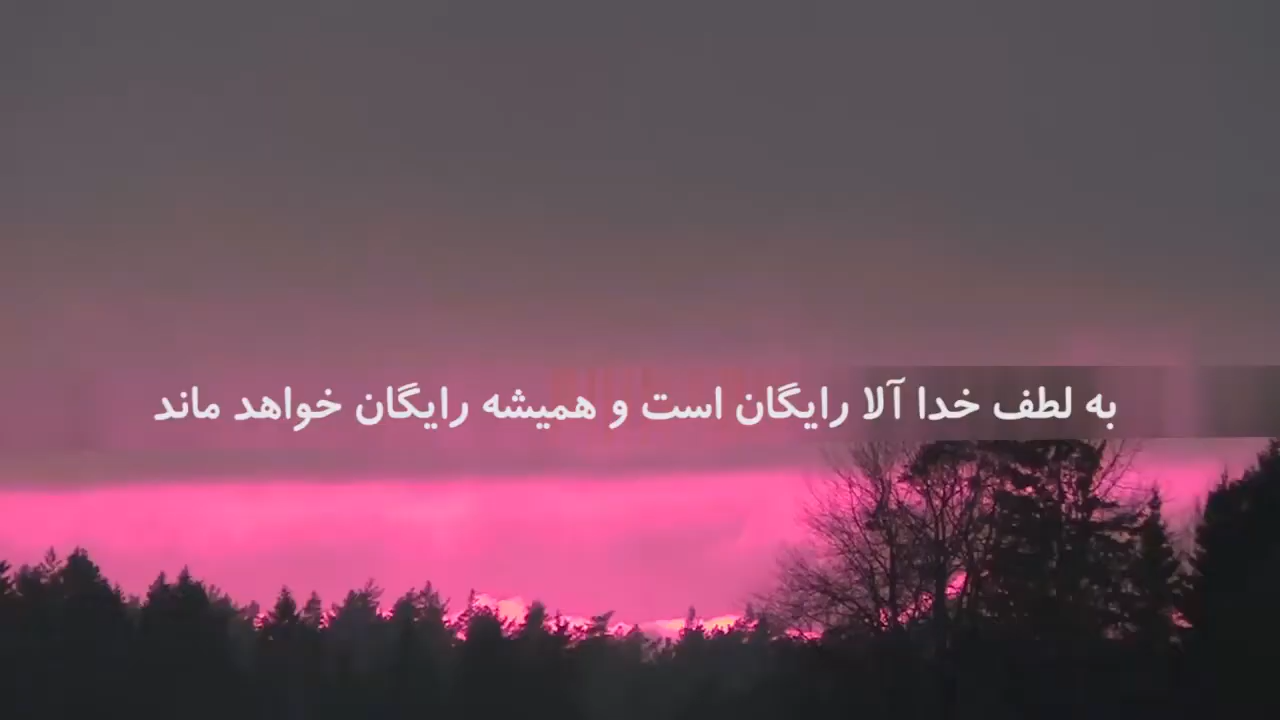 به لطف خدا آلا رایگان است و همیشه رایگان خواهد ماند